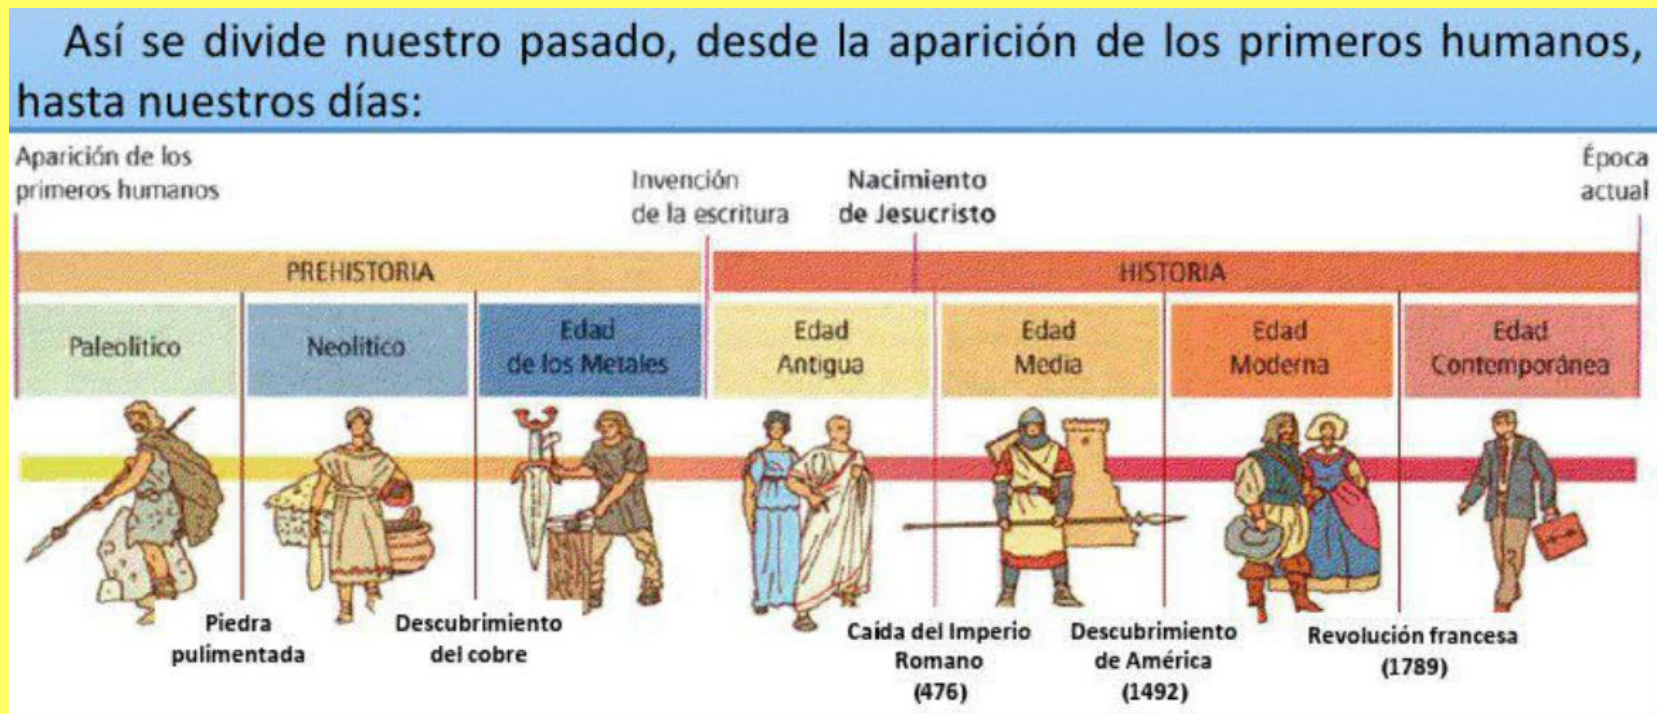 Así se divide nuestro pasado, desde la aparición de los primeros humanos,
hasta nuestros días:
Aparición de los
primeros humanos
Invención
de la escritura
Nacimiento
de Jesucristo
Época
actual
PREHISTORIA
HISTORIA
Paleolítico
Neolítico
Edad
de los Metales
Edad
Antigua
Edad
Media
Edad
Moderna
Edad
Contemporánea
Piedra
pulimentada
Descubrimiento
del cobre
Caída del Imperio
Romano
(476)
Descubrimiento
de América
(1492)
Revolución francesa
(1789)